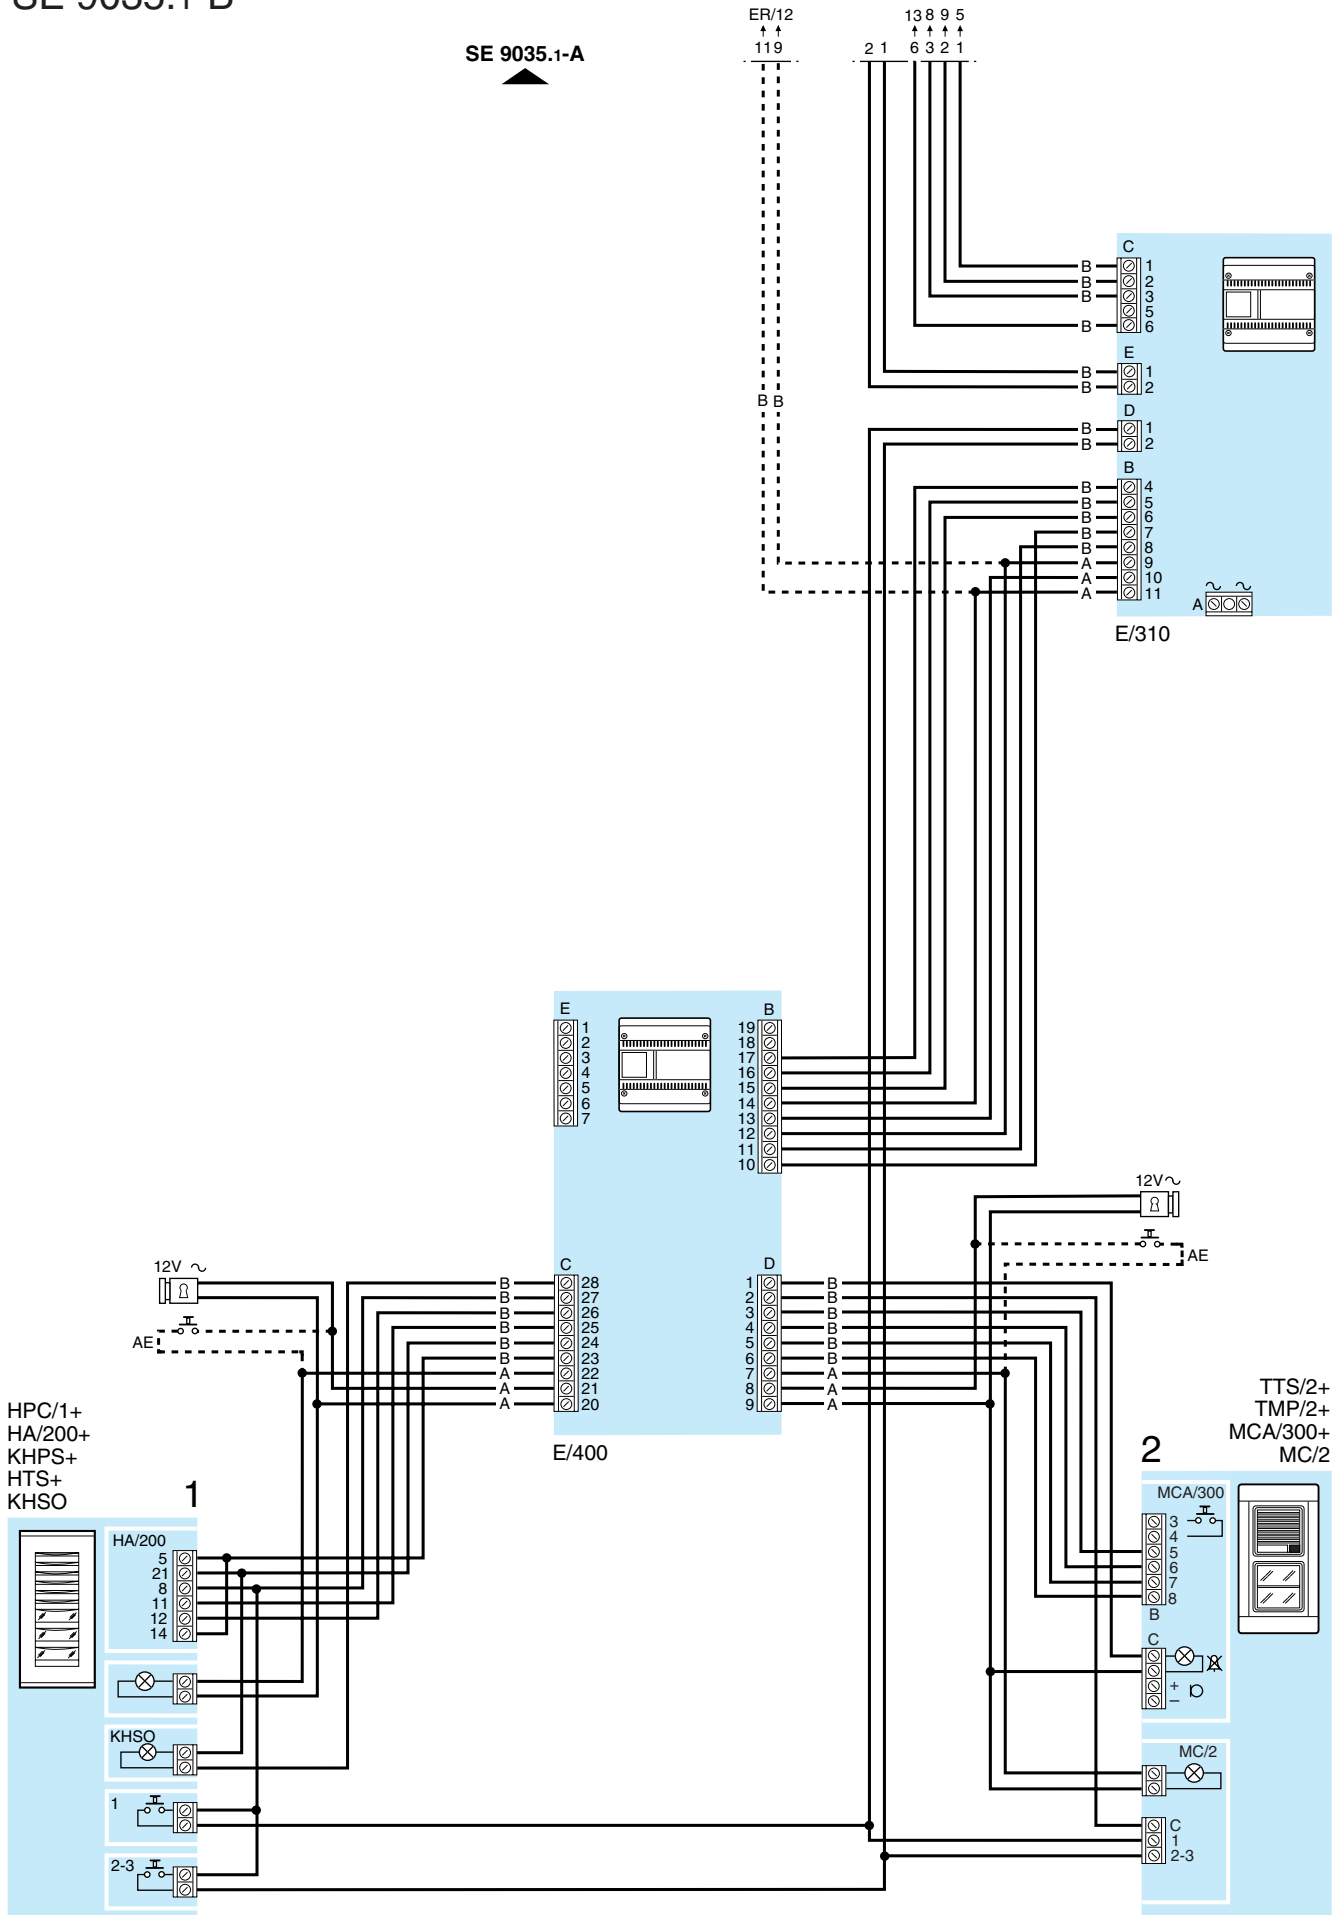 SE 9035.1-B
SE 9035.1-A
ER/12
13 8 9 5
11 9
2 1
6 3 2 1
C
B 1
B 2
B 3
5
B 6
E
B 1
B 2
B B
D
B 1
B 2
B
B 4
B 5
B 6
B 7
B 8
A 9
A 10
A 11
A
E/310
E
1
2
3
4
5
6
7
B
19
18
17
16
15
14
13
12
11
10
12V
AE
12V
AE
C
B 28
B 27
B 26
B 25
B 24
B 23
A 22
A 21
A 20
D
1 B
2 B
3 B
4 B
5 B
6 B
7 A
8 A
9 A
E/400
HPC/1+
HA/200+
KHPS+
HTS+
KHSO
1
HA/200
5
21
8
11
12
14
KHSO
1
2-3
TTS/2+
TMP/2+
MCA/300+
MC/2
2
MCA/300
3
4
5
6
7
8
B
C
+
–
MC/2
C
1
2-3